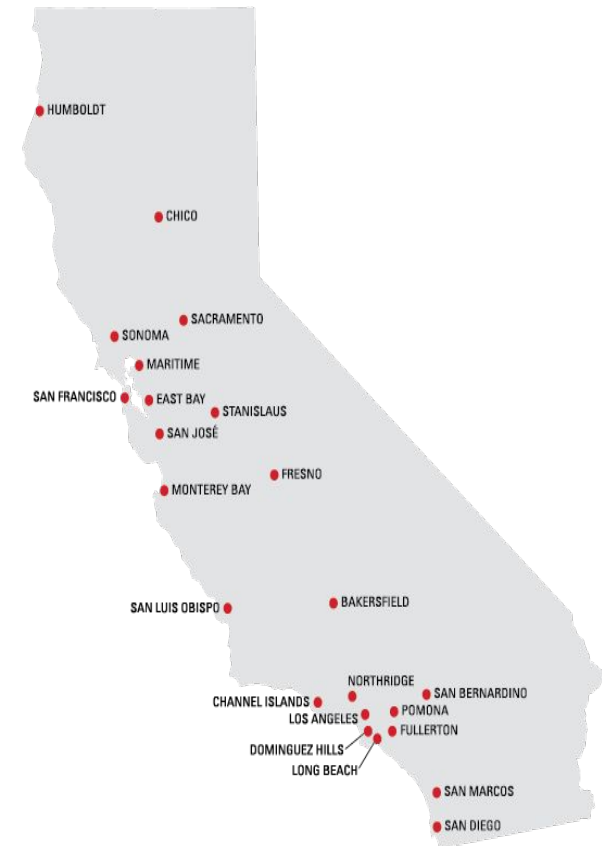 HUMBOLDT
CHICO
SACRAMENTO
SONOMA
MARITIME
SAN FRANCISCO
EAST BAY
STANISLAUS
SAN JOSÉ
FRESNO
MONTEREY BAY
SAN LUIS OBISPO
BAKERSFIELD
NORTHRIDGE
SAN BERNARDINO
CHANNEL ISLANDS
POMONA
LOS ANGELES
FULLERTON
DOMINGUEZ HILLS
LONG BEACH
SAN MARCOS
SAN DIEGO